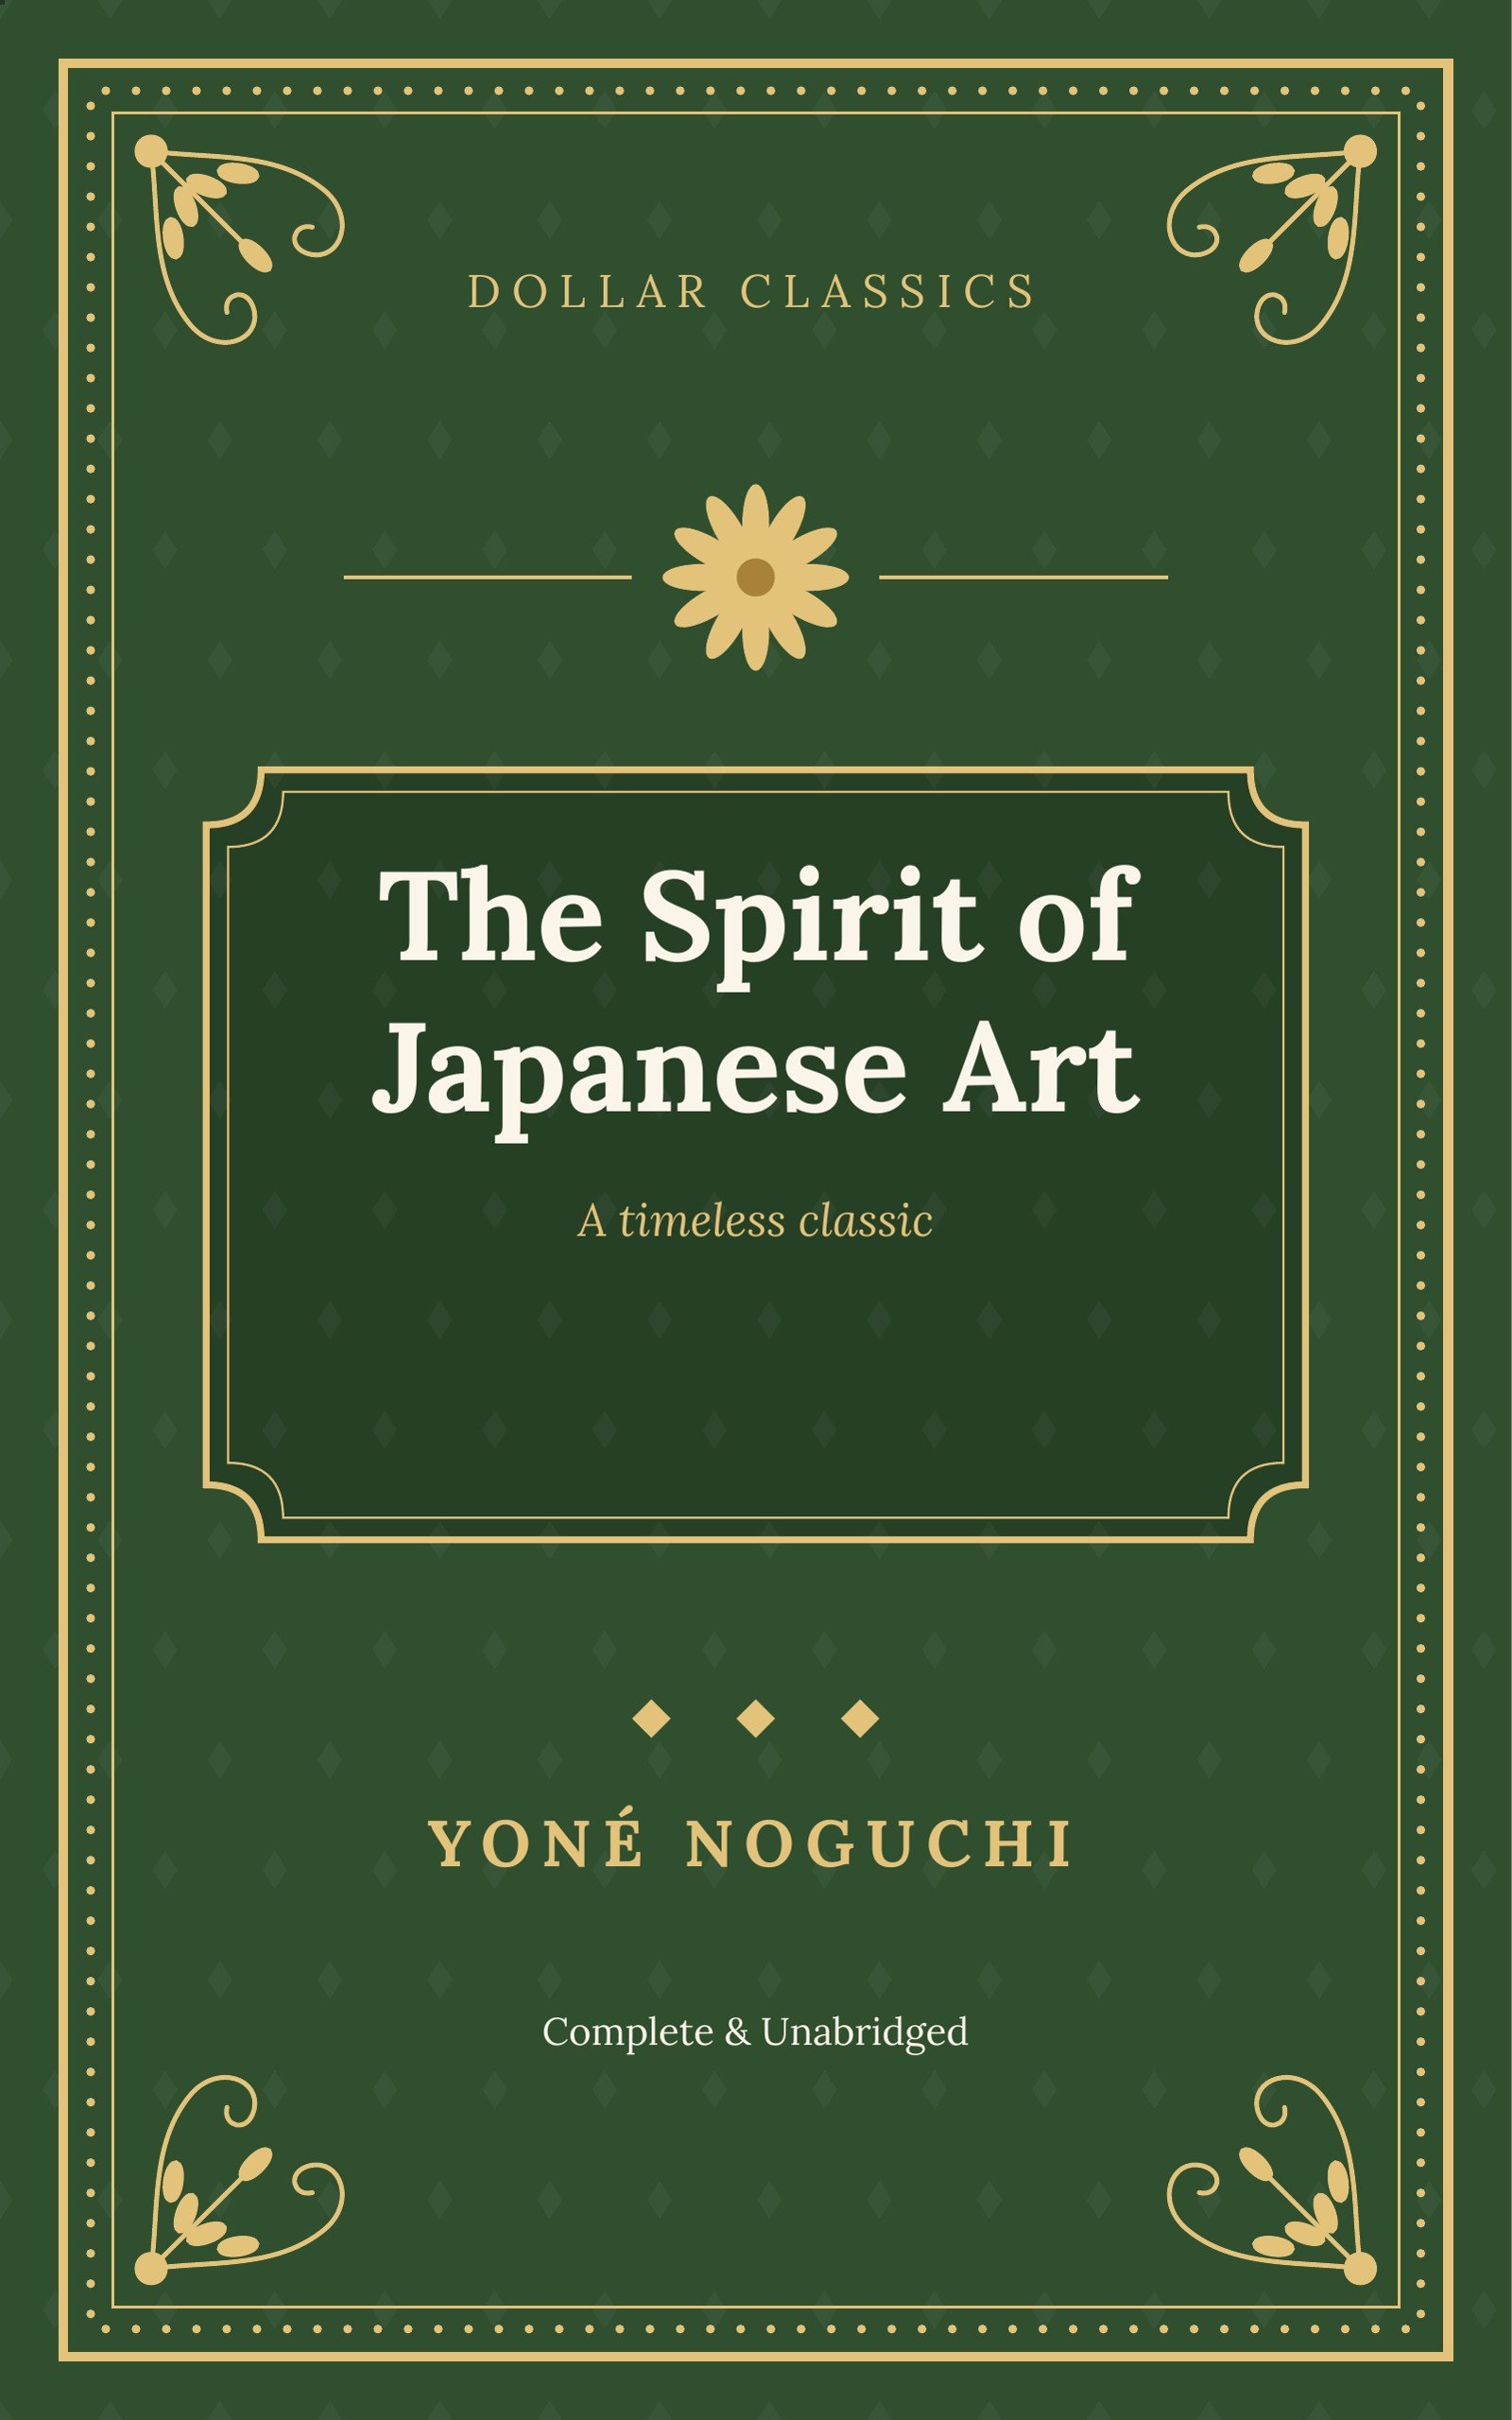 DOLLAR CLASSICS
The Spirit of
Japanese Art
A timeless classic
YONÉ NOGUCHI
Complete & Unabridged